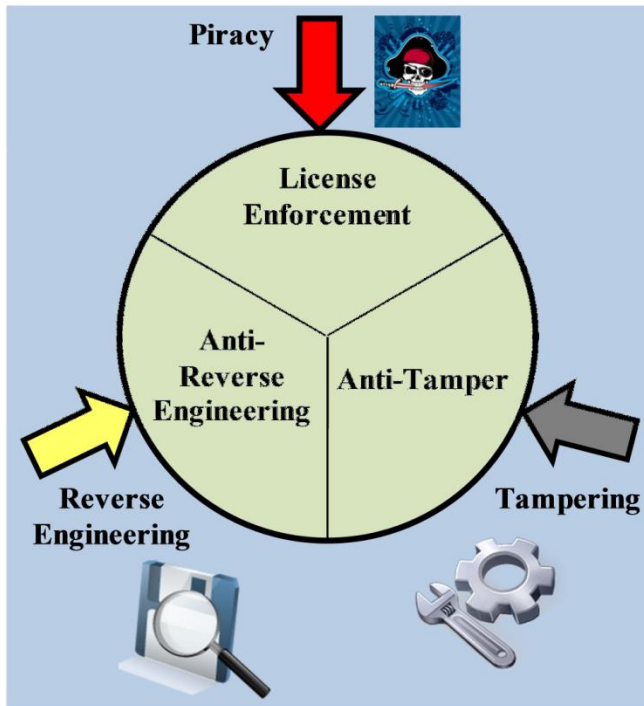 Piracy
License
Enforcement
Anti-
Reverse
Engineering
Anti-Tamper
Reverse
Engineering
Tampering